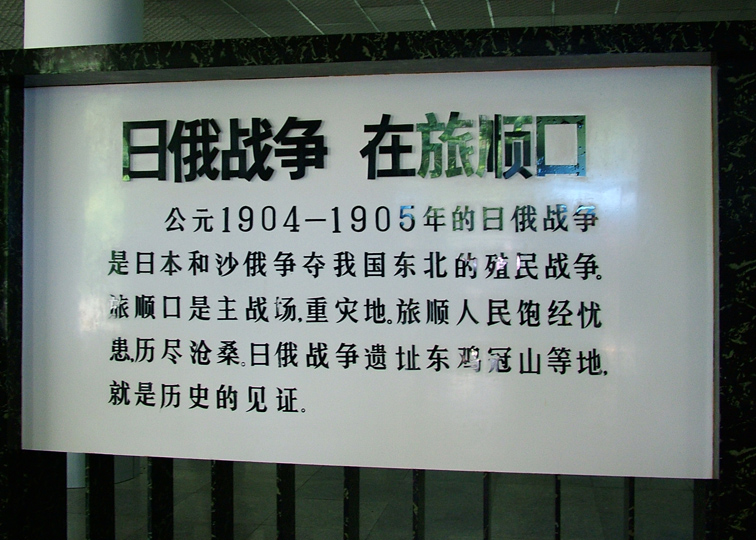 日俄战争 在旅顺口
公元1904—1905年的日俄战争
是日本和沙俄争夺我国东北的殖民战争。
旅顺口是主战场,重灾地。旅顺人民饱经忧
患,历尽沧桑。日俄战争遗址东鸡冠山等地,
就是历史的见证。